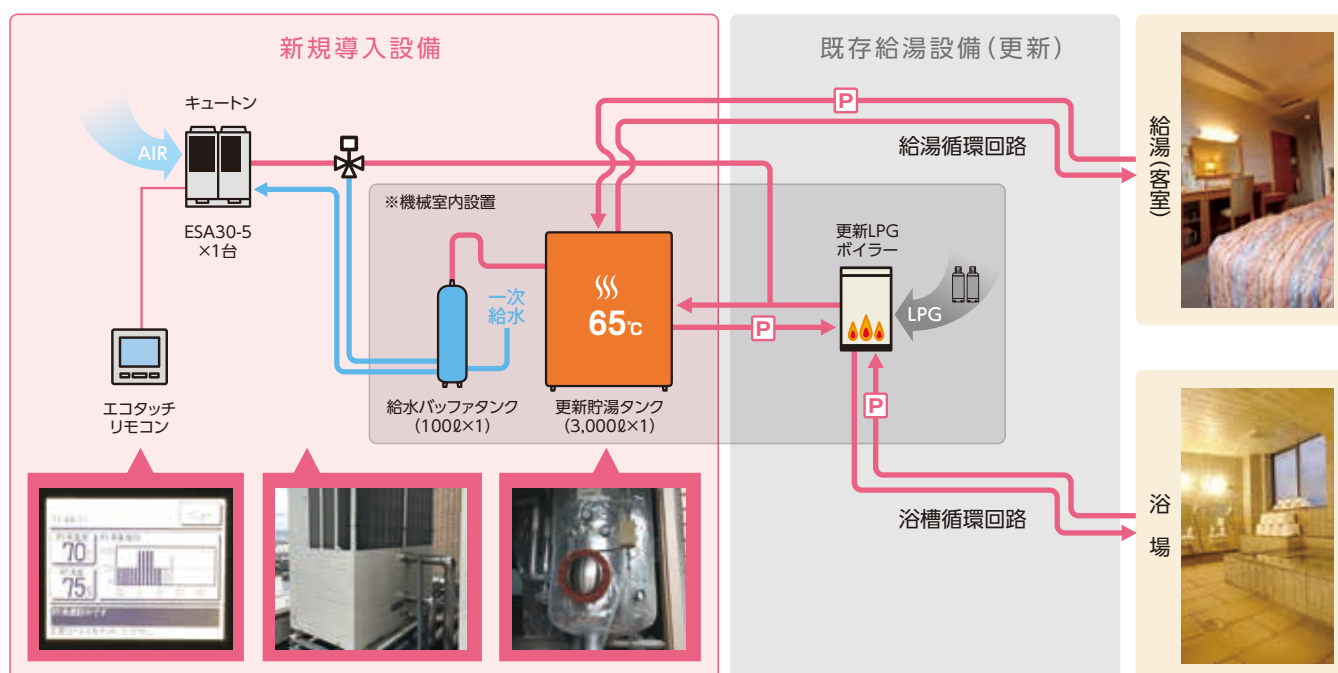 新規導入設備
既存給湯設備(更新)
キュートン
AIR
ESA30-5
×1台
エコタッチ
リモコン
※機械室内設置
一次
給水
65℃
給水バッファタンク
(100ℓ×1)
更新貯湯タンク
(3,000ℓ×1)
P
給湯循環回路
更新LPG
ボイラー
LPG
P
P
浴槽循環回路
給湯(客室)
浴場
70
75